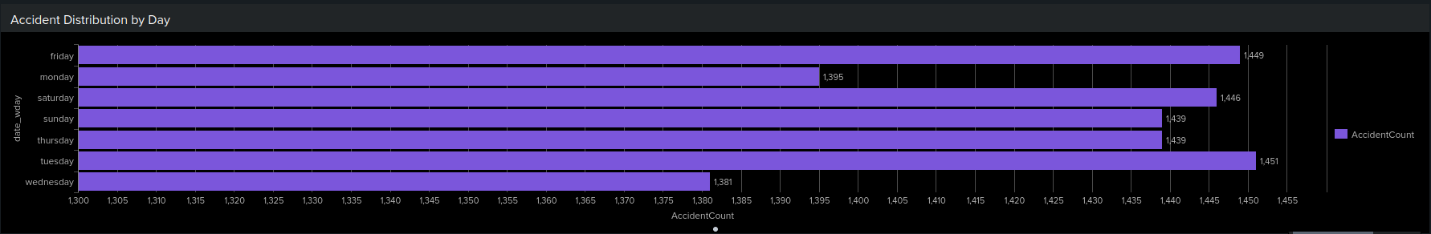 Accident Distribution by Day
friday 1,449
monday 1,395
saturday 1,446
sunday 1,439
thursday 1,439
tuesday 1,451
wednesday 1,381
date_wday
1,300 1,305 1,310 1,315 1,320 1,325 1,330 1,335 1,340 1,345 1,350 1,355 1,360 1,365 1,370 1,375 1,380 1,385 1,390 1,395 1,400 1,405 1,410 1,415 1,420 1,425 1,430 1,435 1,440 1,445 1,450 1,455
AccidentCount
AccidentCount